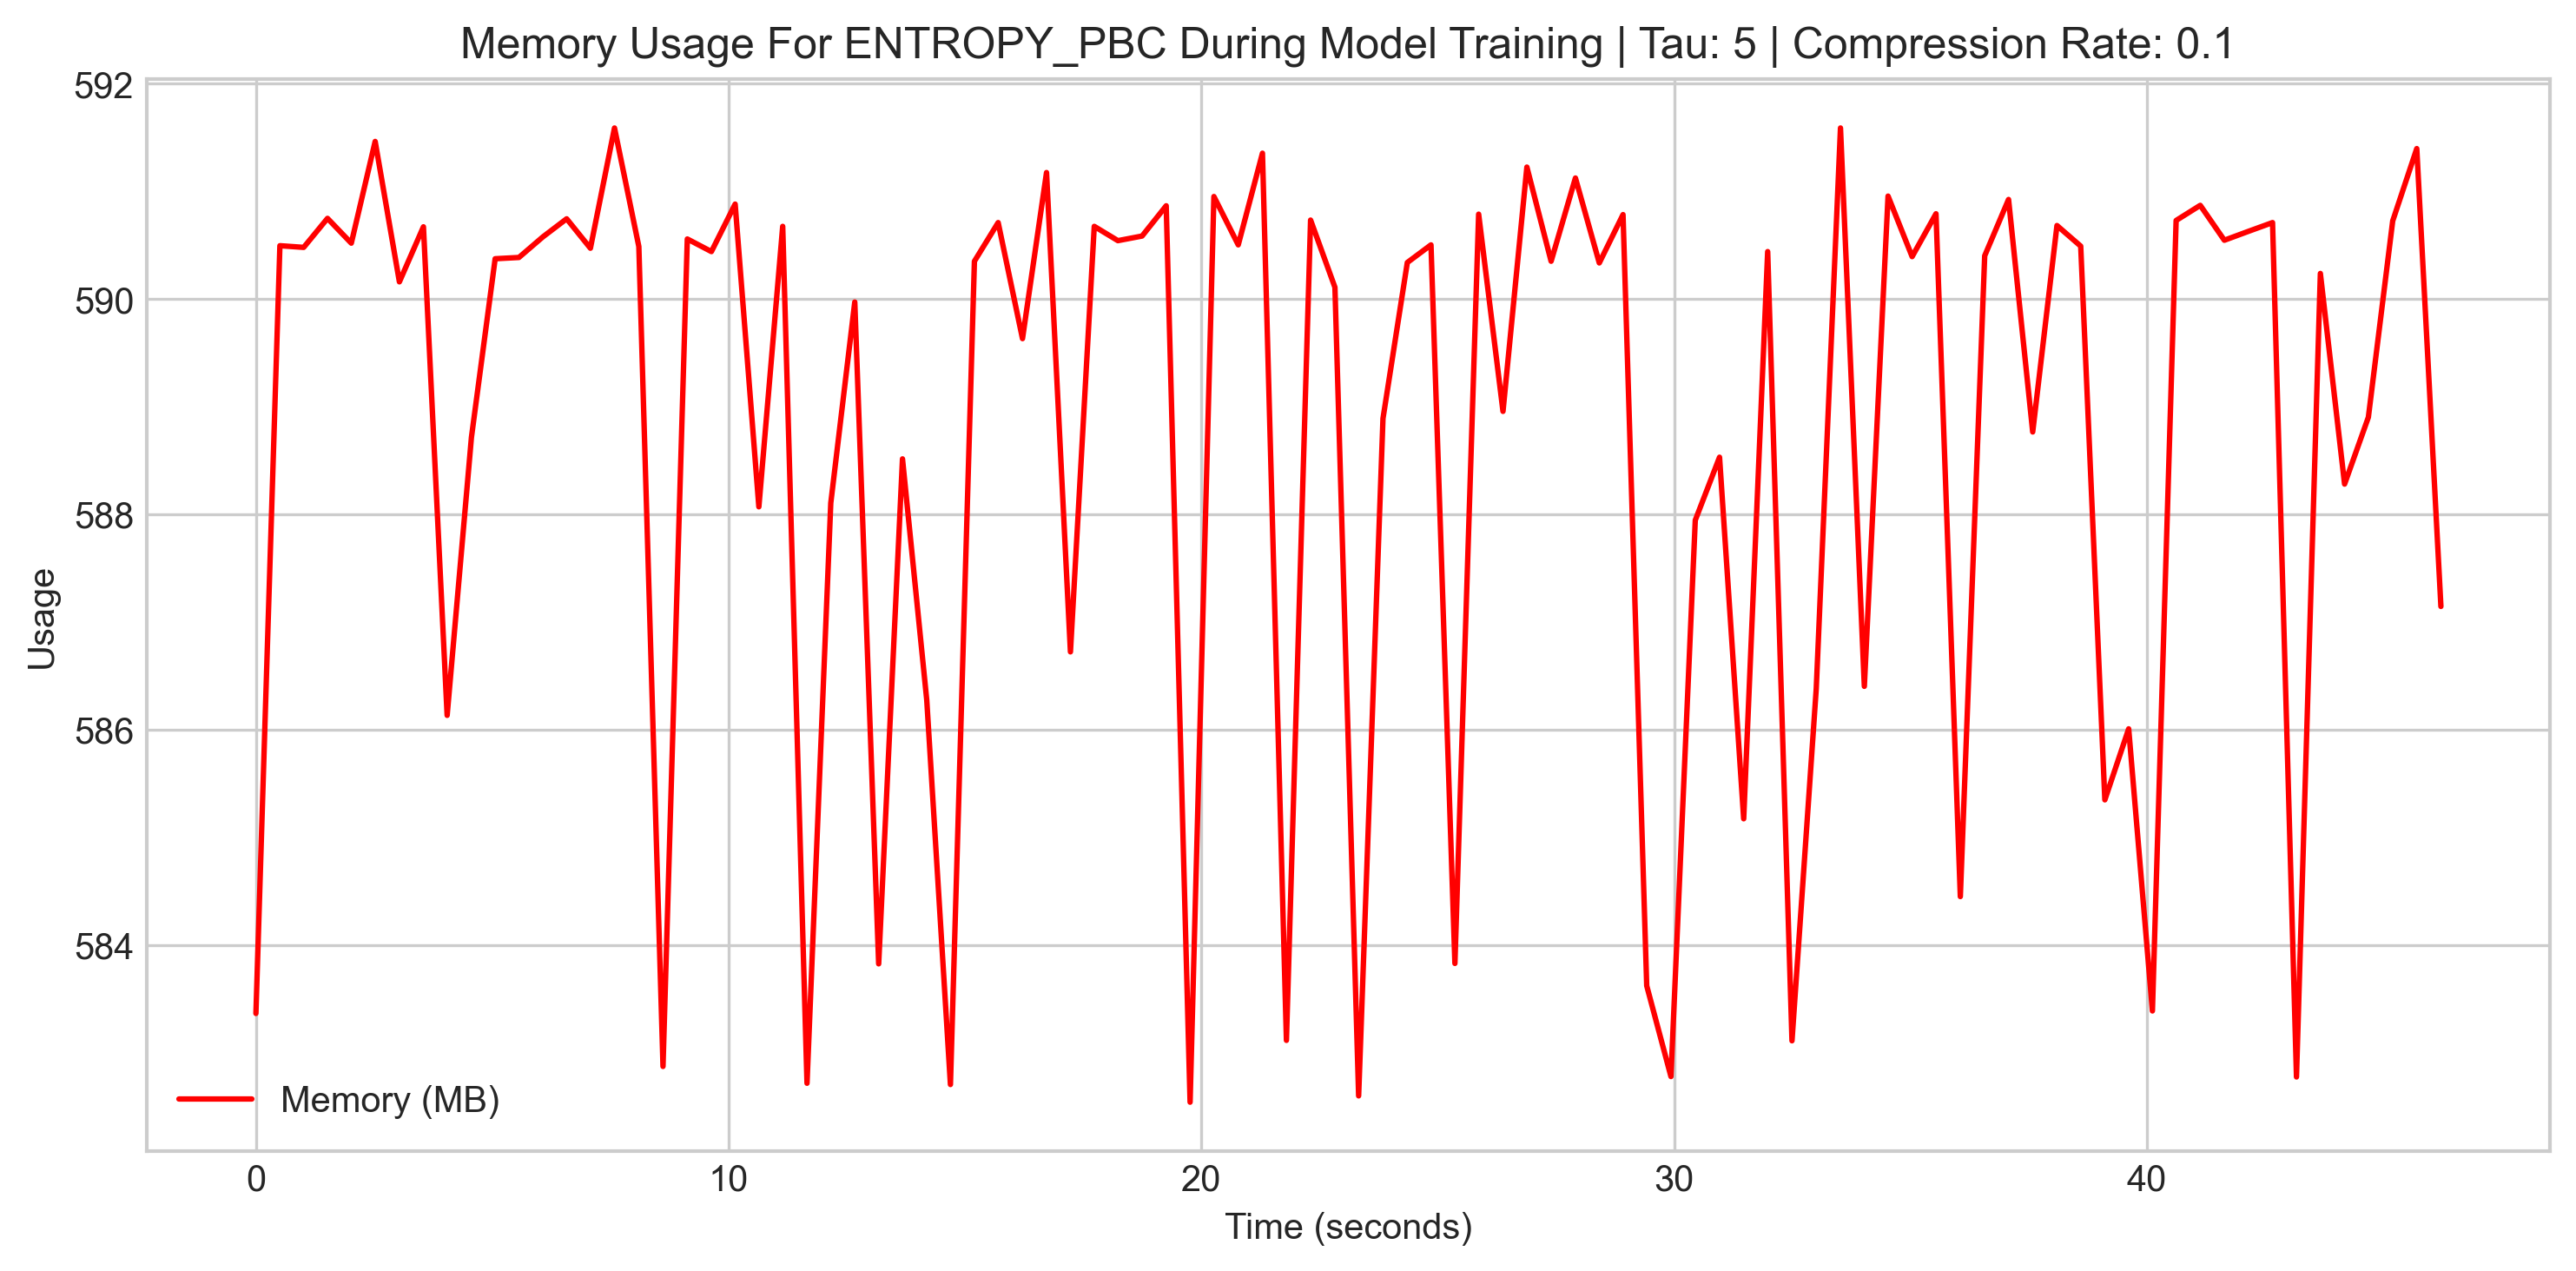 Memory Usage For ENTROPY_PBC During Model Training | Tau: 5 | Compression Rate: 0.1
592
590
588
586
584
Usage
Memory (MB)
0 10 20 30 40
Time (seconds)